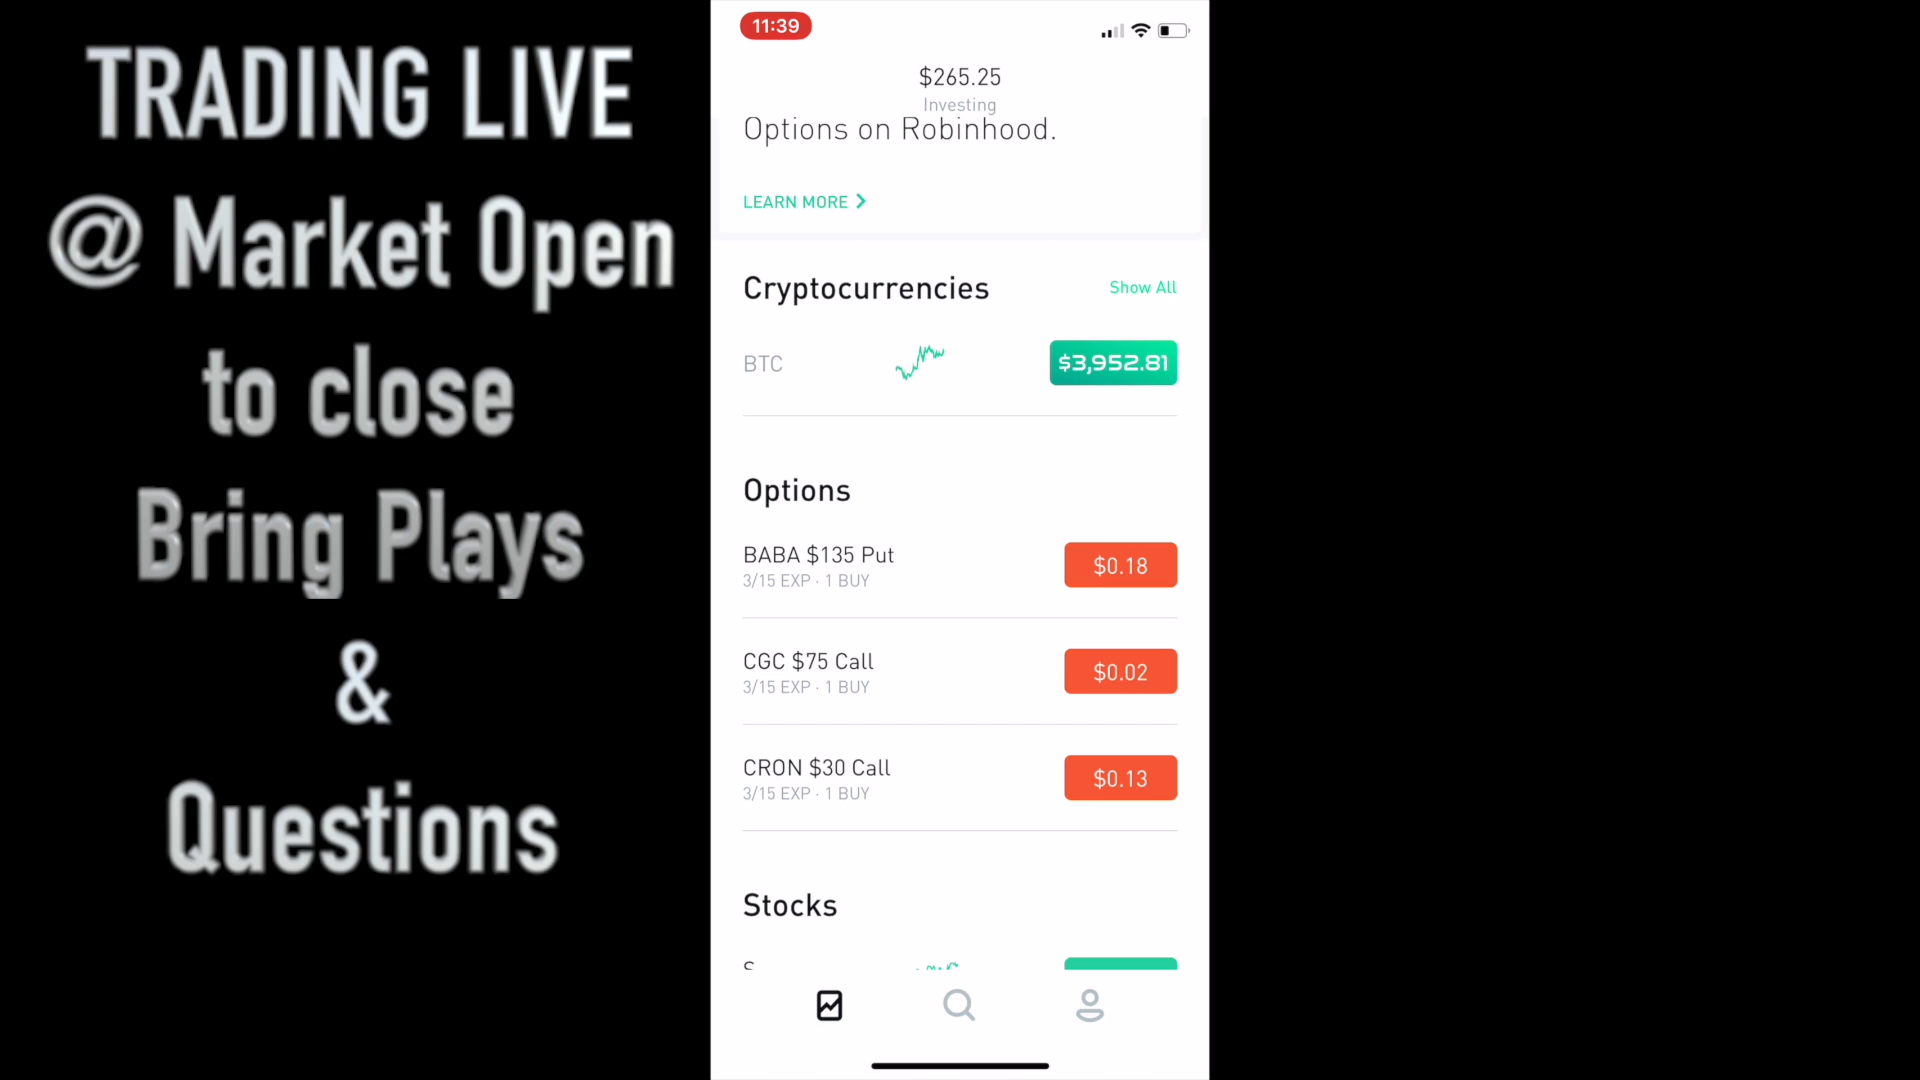 TRADING LIVE
@ Market Open
to close
Bring Plays
&
Questions
11:39
$265.25
Investing
Options on Robinhood.
LEARN MORE
Cryptocurrencies
Show All
BTC
$3,952.81
Options
BABA $135 Put
3/15 EXP · 1 BUY
$0.18
CGC $75 Call
3/15 EXP · 1 BUY
$0.02
CRON $30 Call
3/15 EXP · 1 BUY
$0.13
Stocks